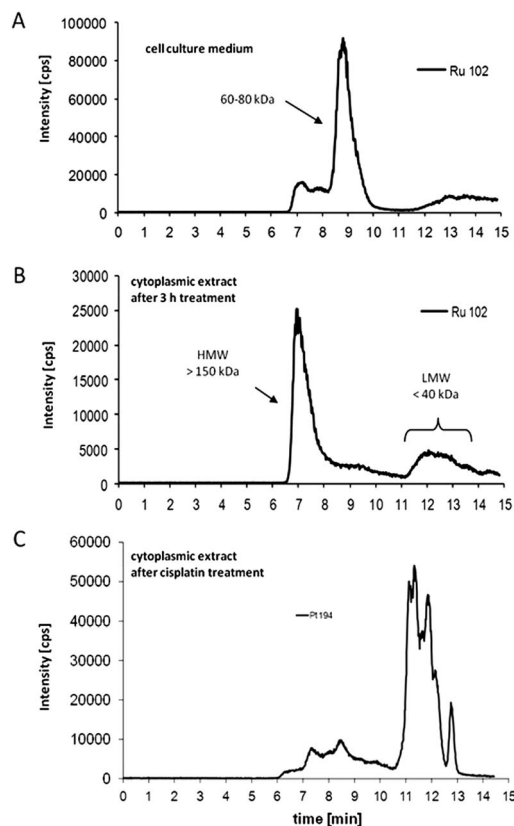 A
cell culture medium
Ru 102
60-80 kDa
Intensity [cps]
100000
80000
60000
40000
20000
0
0 1 2 3 4 5 6 7 8 9 10 11 12 13 14 15
B
cytoplasmic extract
after 3 h treatment
Ru 102
HMW
> 150 kDa
LMW
< 40 kDa
Intensity [cps]
30000
25000
20000
15000
10000
5000
0
0 1 2 3 4 5 6 7 8 9 10 11 12 13 14 15
C
cytoplasmic extract
after cisplatin treatment
Pt194
Intensity [cps]
60000
50000
40000
30000
20000
10000
0
0 1 2 3 4 5 6 7 8 9 10 11 12 13 14 15
time [min]